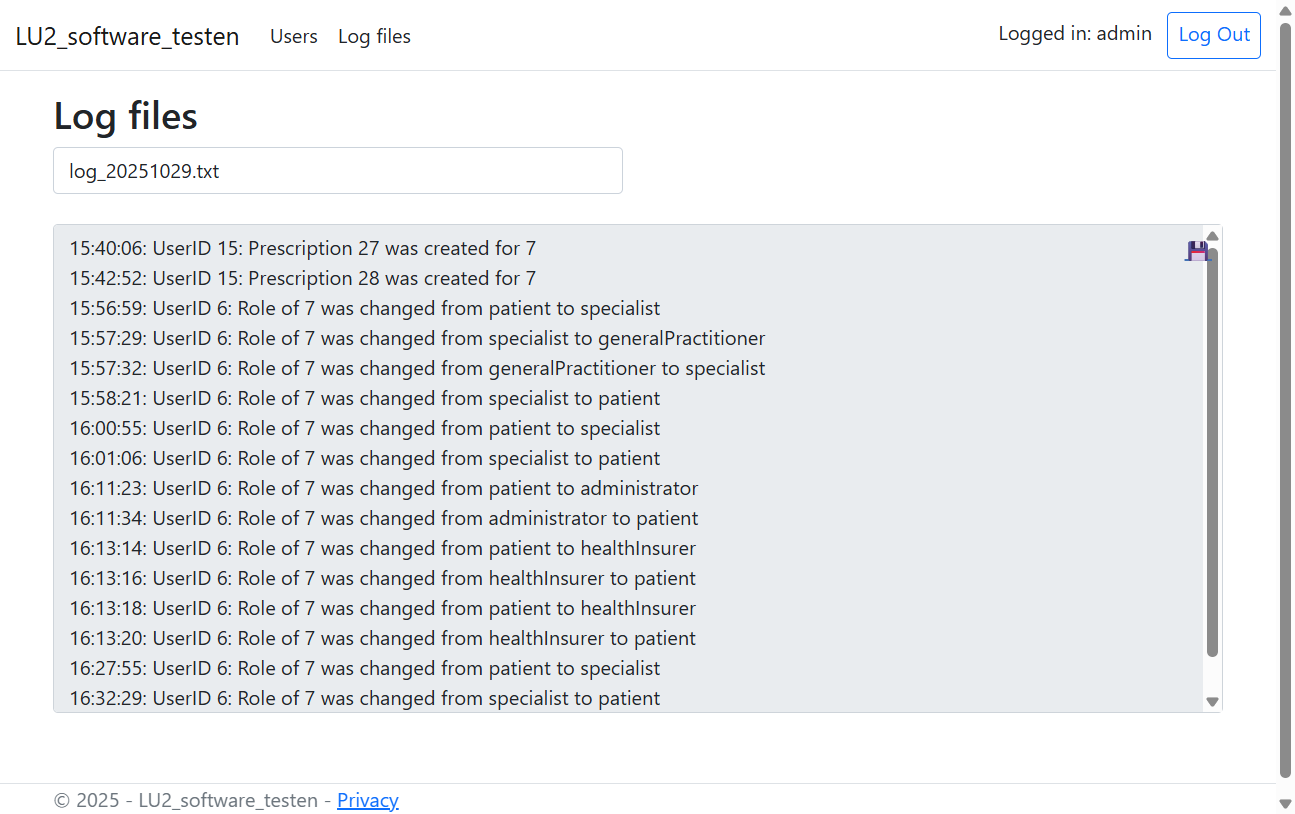 LU2_software_testen Users Log files Logged in: admin Log Out
Log files
log_20251029.txt
15:40:06: UserID 15: Prescription 27 was created for 7
15:42:52: UserID 15: Prescription 28 was created for 7
15:56:59: UserID 6: Role of 7 was changed from patient to specialist
15:57:29: UserID 6: Role of 7 was changed from specialist to generalPractitioner
15:57:32: UserID 6: Role of 7 was changed from generalPractitioner to specialist
15:58:21: UserID 6: Role of 7 was changed from specialist to patient
16:00:55: UserID 6: Role of 7 was changed from patient to specialist
16:01:06: UserID 6: Role of 7 was changed from specialist to patient
16:11:23: UserID 6: Role of 7 was changed from patient to administrator
16:11:34: UserID 6: Role of 7 was changed from administrator to patient
16:13:14: UserID 6: Role of 7 was changed from patient to healthInsurer
16:13:16: UserID 6: Role of 7 was changed from healthInsurer to patient
16:13:18: UserID 6: Role of 7 was changed from patient to healthInsurer
16:13:20: UserID 6: Role of 7 was changed from healthInsurer to patient
16:27:55: UserID 6: Role of 7 was changed from patient to specialist
16:32:29: UserID 6: Role of 7 was changed from specialist to patient
© 2025 - LU2_software_testen - Privacy